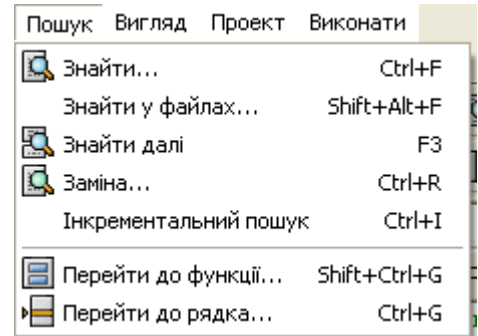 Пошук Вигляд Проект Виконати
Знайти... Ctrl+F
Знайти у файлах... Shift+Alt+F
Знайти далі F3
Заміна... Ctrl+R
Інкрементальний пошук Ctrl+I
Перейти до функції... Shift+Ctrl+G
Перейти до рядка... Ctrl+G